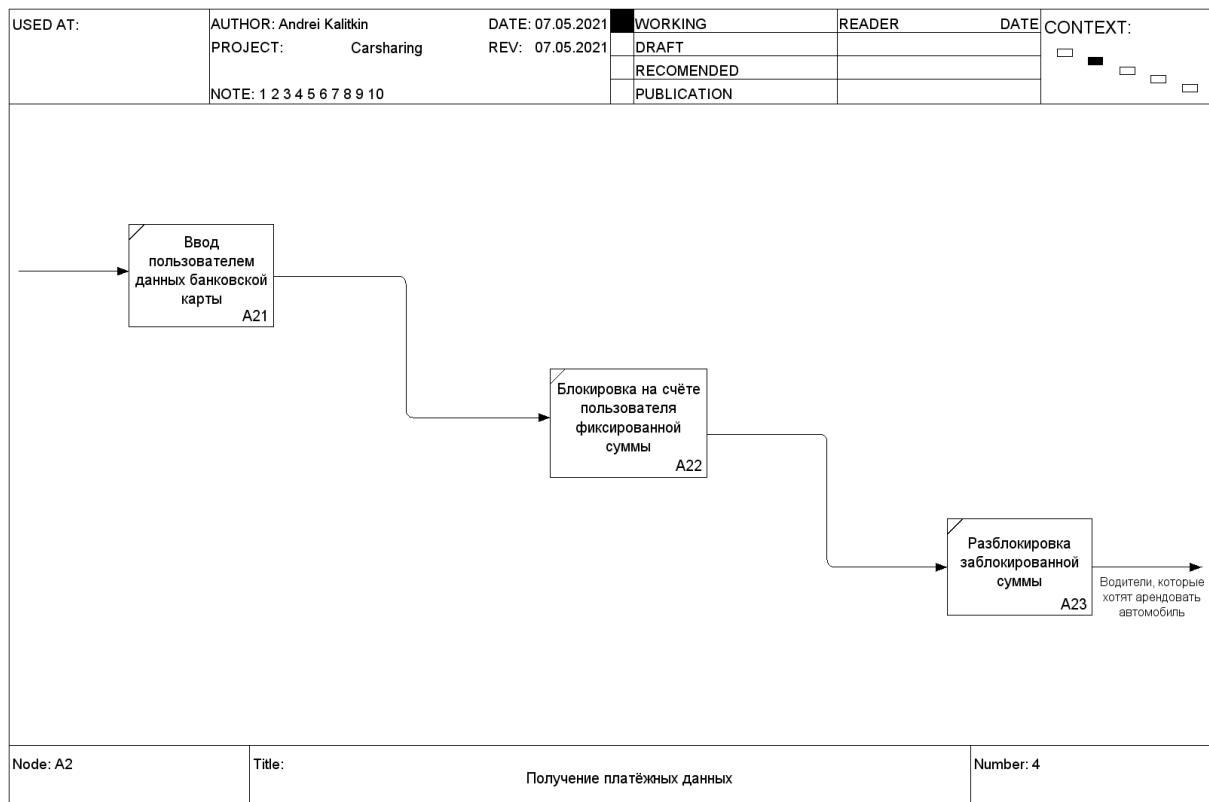 USED AT:
AUTHOR: Andrei Kalitkin
DATE: 07.05.2021
PROJECT: Carsharing
REV: 07.05.2021
NOTE: 1 2 3 4 5 6 7 8 9 10
WORKING
DRAFT
RECOMENDED
PUBLICATION
READER
DATE
CONTEXT:
Ввод
пользователем
данных банковской
карты
A21
Блокировка на счёте
пользователя
фиксированной
суммы
A22
Разблокировка
заблокированной
суммы
A23
Водители, которые
хотят арендовать
автомобиль
Node: A2
Title:
Получение платёжных данных
Number: 4